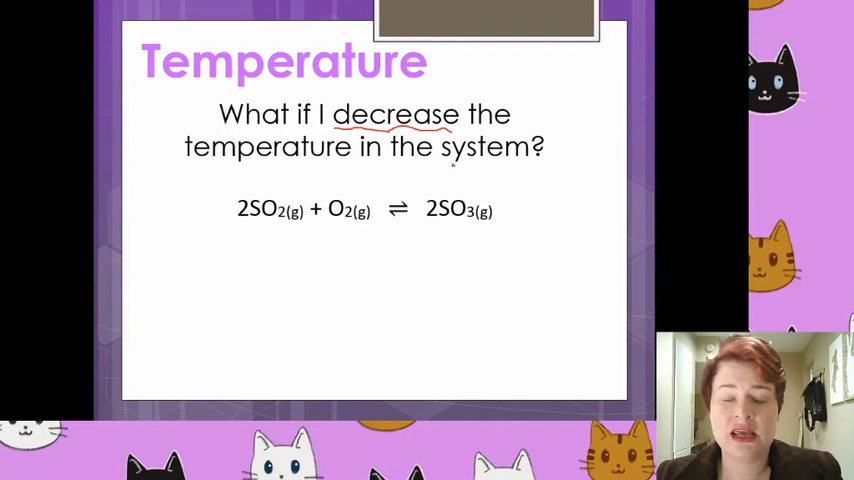 Temperature
What if I decrease the
temperature in the system?
2SO2(g) + O2(g) ⇌ 2SO3(g)